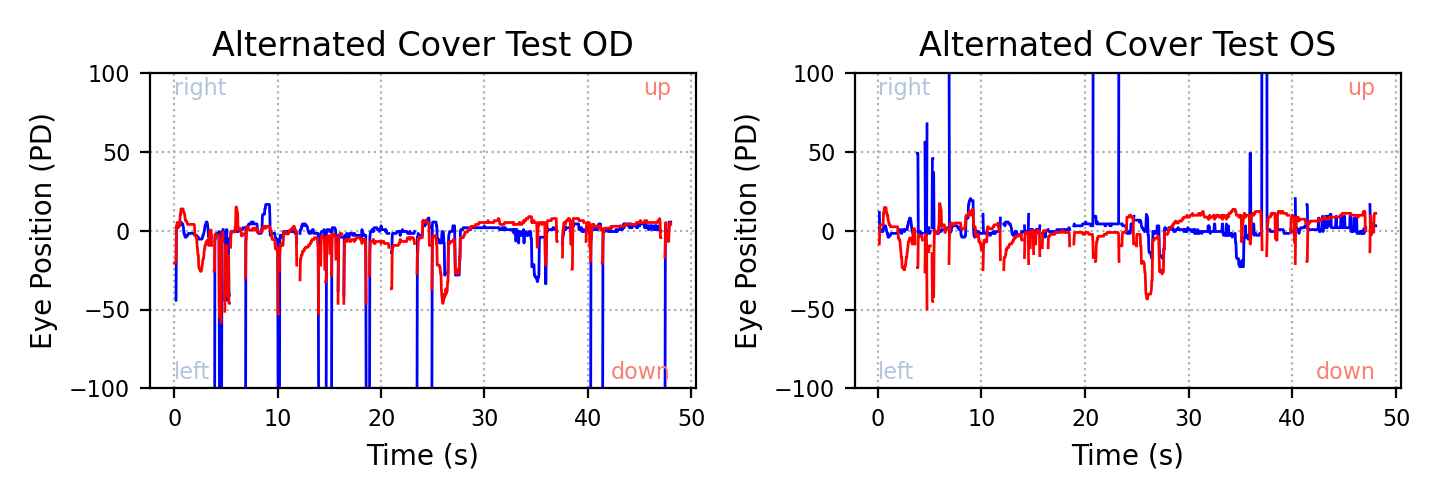 Alternated Cover Test OD
Eye Position (PD)
100
50
0
−50
−100
right
up
left
down
0
10
20
30
40
50
Time (s)
Alternated Cover Test OS
Eye Position (PD)
100
50
0
−50
−100
right
up
left
down
0
10
20
30
40
50
Time (s)